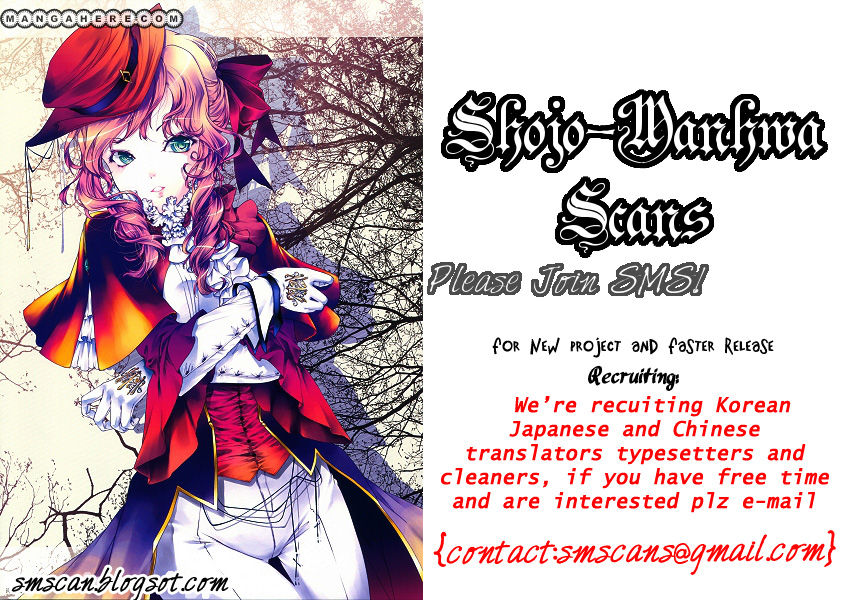 MANGAHERE.COM
Shojo-Manhwa
Scans
Please Join SMS!
For New project and Faster Release
Recruiting:
We're recuiting Korean
Japanese and Chinese
translators typesetters and
cleaners, if you have free time
and are interested plz e-mail
{contact:smscans@gmail.com}
smscan.blogsot.com